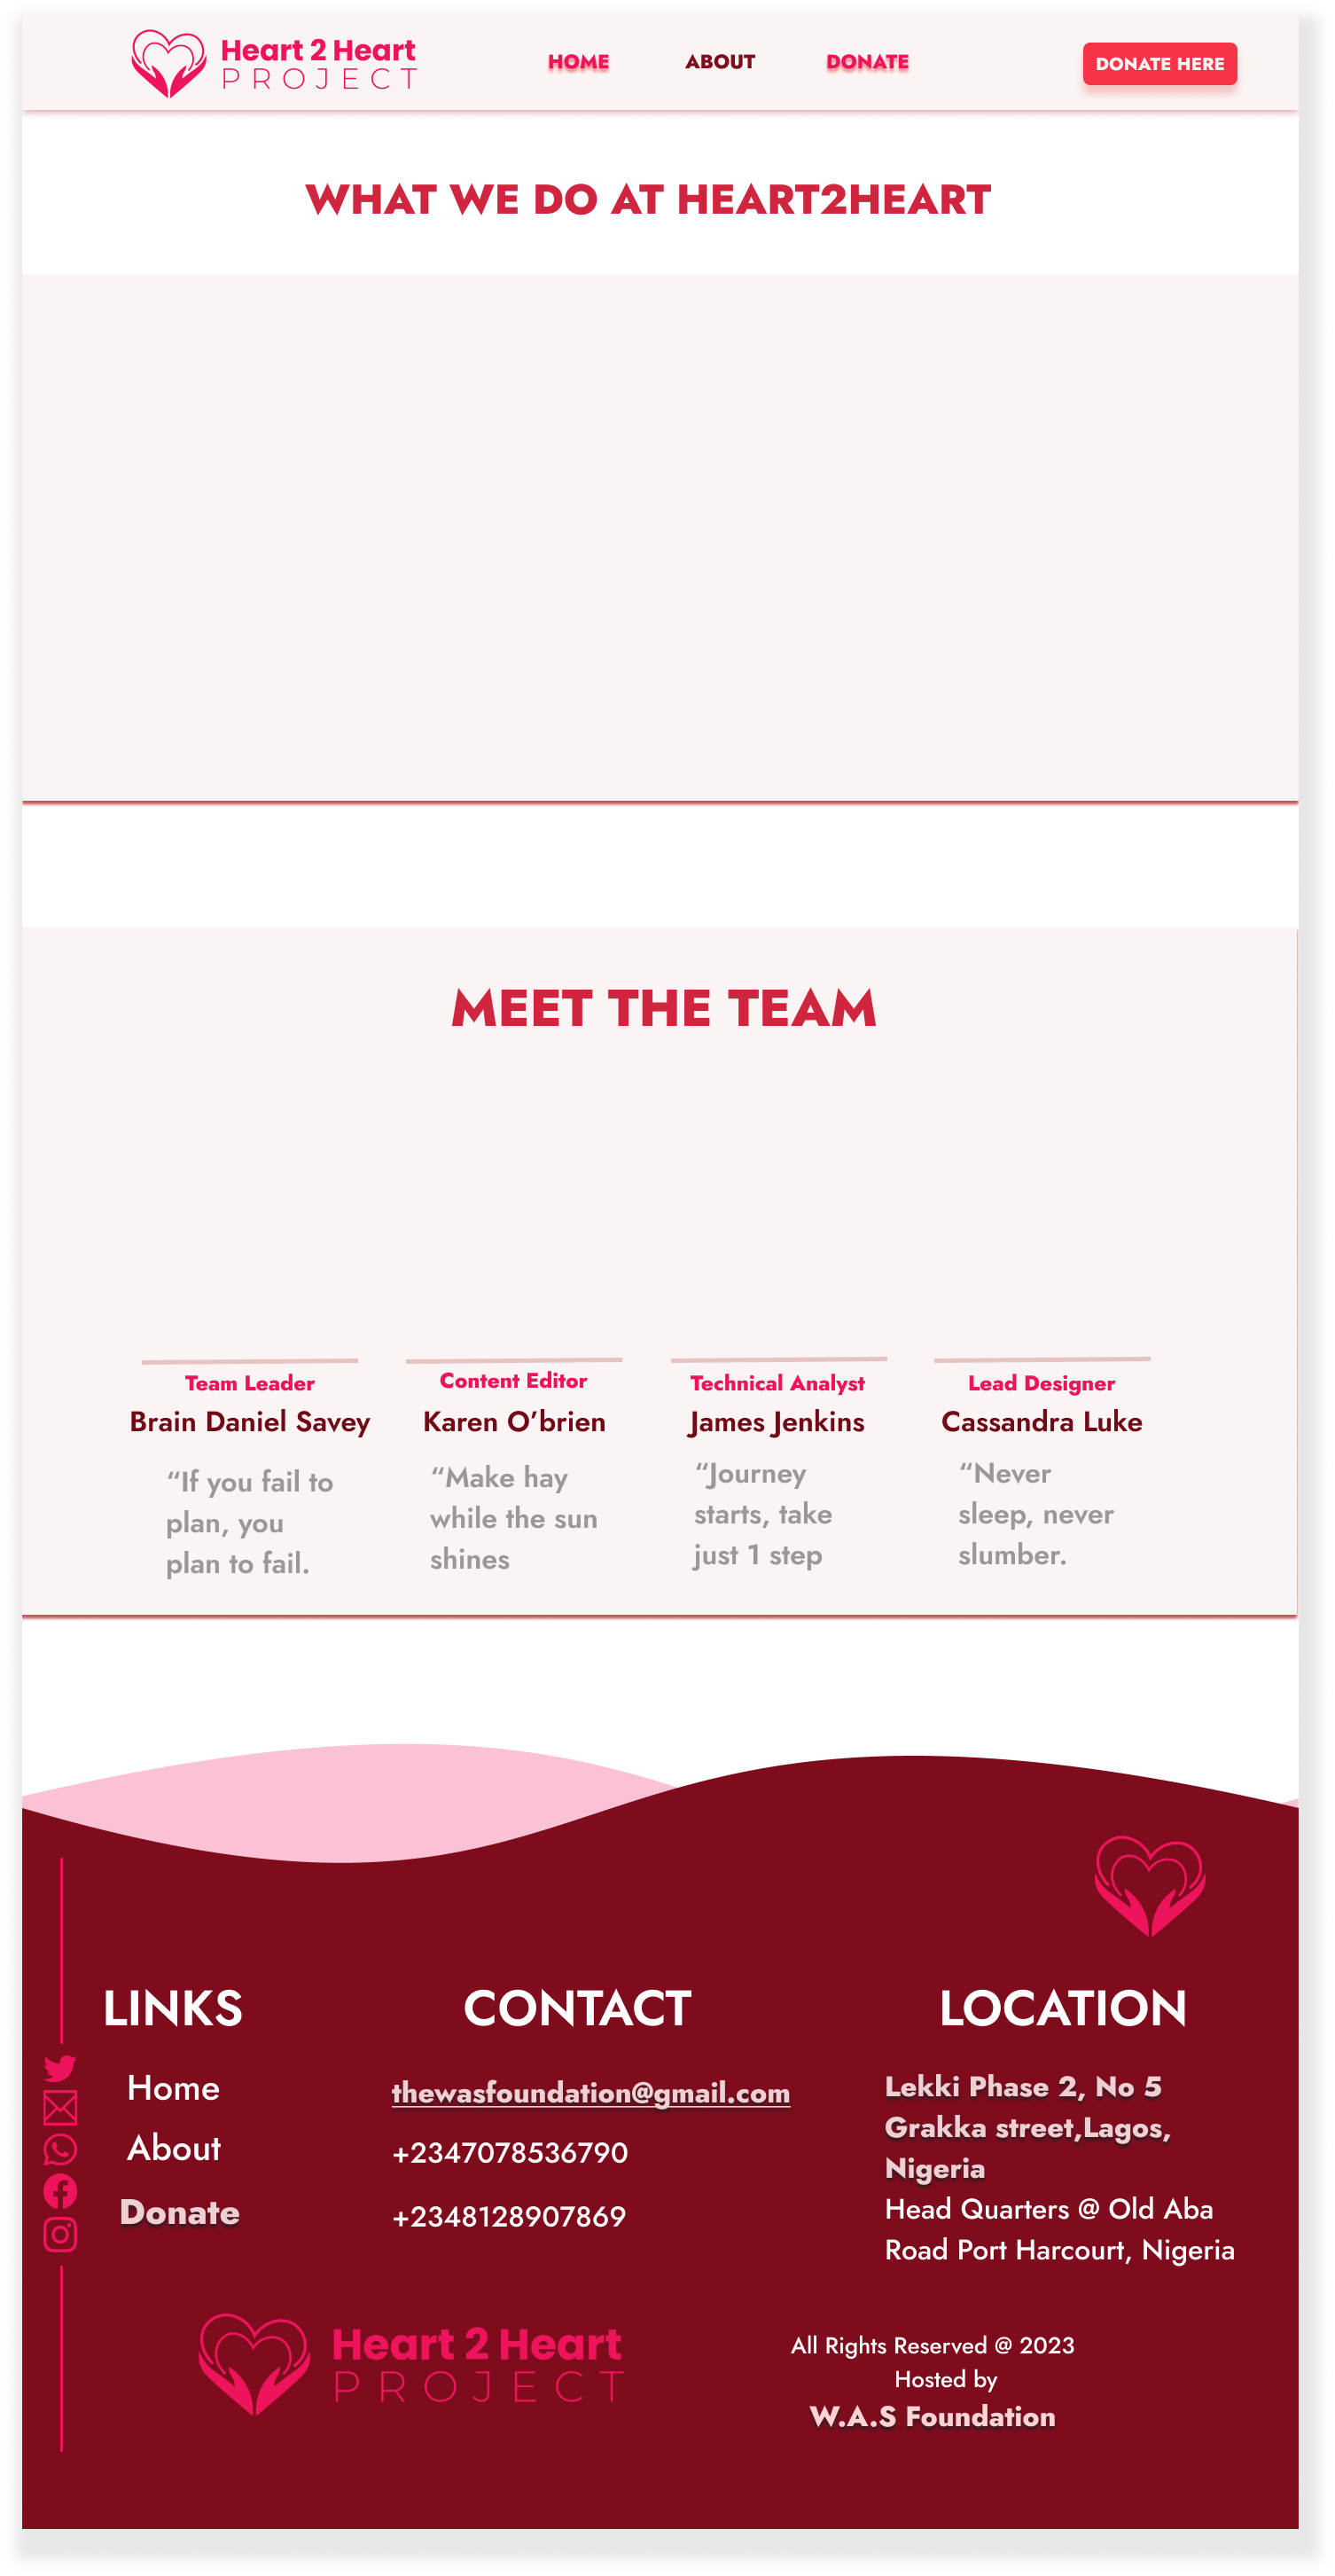 Heart 2 Heart
PROJECT
HOME
ABOUT
DONATE
DONATE HERE
WHAT WE DO AT HEART2HEART
MEET THE TEAM
Team Leader
Brain Daniel Savey
“If you fail to
plan, you
plan to fail.
Content Editor
Karen O’brien
“Make hay
while the sun
shines
Technical Analyst
James Jenkins
“Journey
starts, take
just 1 step
Lead Designer
Cassandra Luke
“Never
sleep, never
slumber.
LINKS
Home
About
Donate
CONTACT
thewasfoundation@gmail.com
+2347078536790
+2348128907869
LOCATION
Lekki Phase 2, No 5
Grakka street,Lagos,
Nigeria
Head Quarters @ Old Aba
Road Port Harcourt, Nigeria
Heart 2 Heart
PROJECT
All Rights Reserved @ 2023
Hosted by
W.A.S Foundation